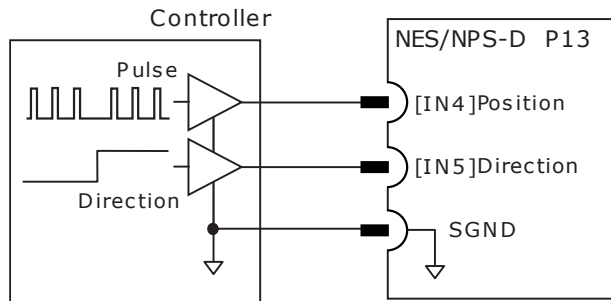 Controller
NES/NPS-D P13
Pulse
[IN4]Position
[IN5]Direction
Direction
SGND